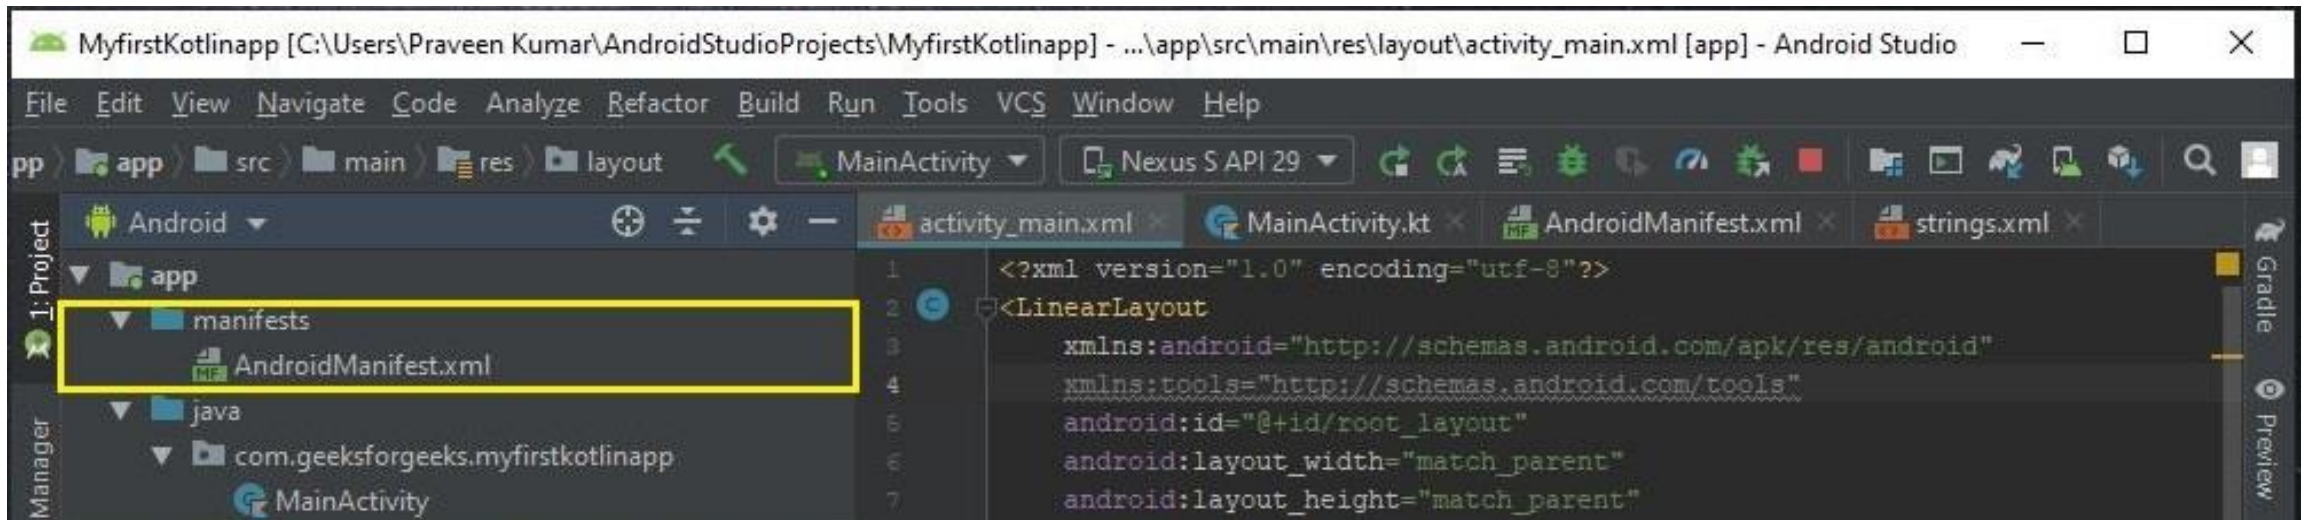 MyfirstKotlinapp [C:\Users\Praveen Kumar\AndroidStudioProjects\MyfirstKotlinapp] - ...\app\src\main\res\layout\activity_main.xml [app] - Android Studio
File Edit View Navigate Code Analyze Refactor Build Run Tools VCS Window Help
pp app src main res layout MainActivity Nexus S API 29
Android
activity_main.xml MainActivity.kt AndroidManifest.xml strings.xml
1: Project
Manager
app
manifests
MF AndroidManifest.xml
java
com.geeksforgeeks.myfirstkotlinapp
MainActivity
1 <?xml version="1.0" encoding="utf-8"?>
2 <LinearLayout
3 xmlns:android="http://schemas.android.com/apk/res/android"
4 xmlns:tools="http://schemas.android.com/tools"
5 android:id="@+id/root_layout"
6 android:layout_width="match_parent"
7 android:layout_height="match_parent"
Gradle
Preview